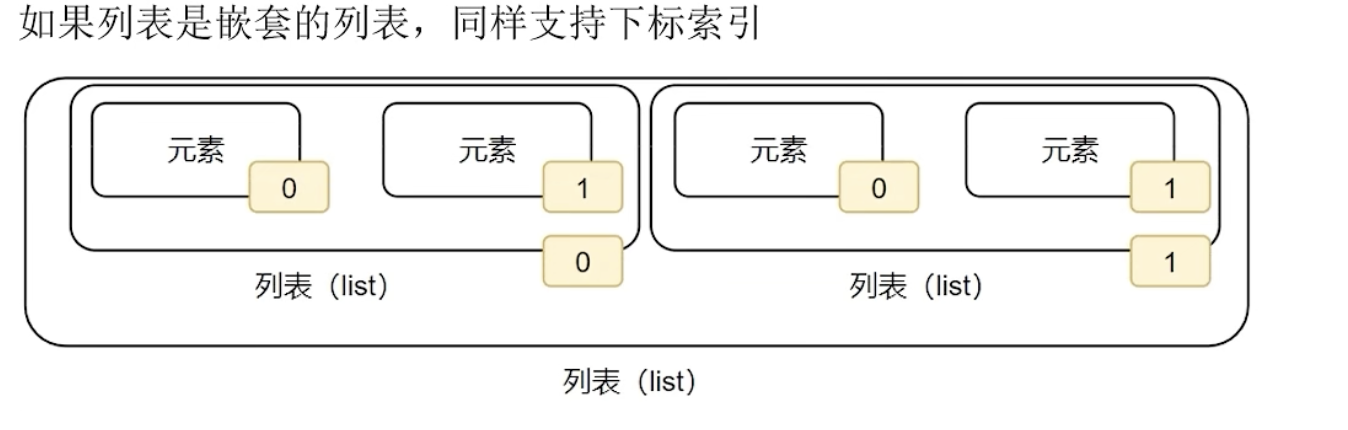 如果列表是嵌套的列表，同样支持下标索引
元素 元素 元素 元素
0 1 0 1
0 1
列表（list） 列表（list）
列表（list）